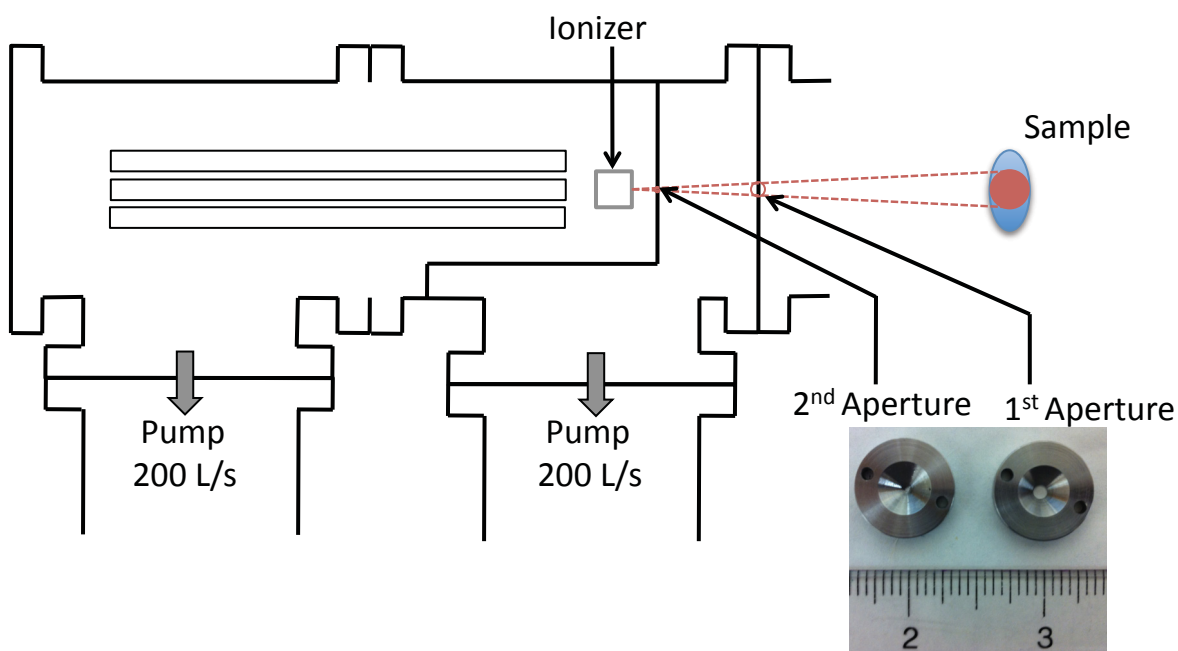 Ionizer
Sample
2nd Aperture
1st Aperture
Pump
200 L/s
Pump
200 L/s
2
3